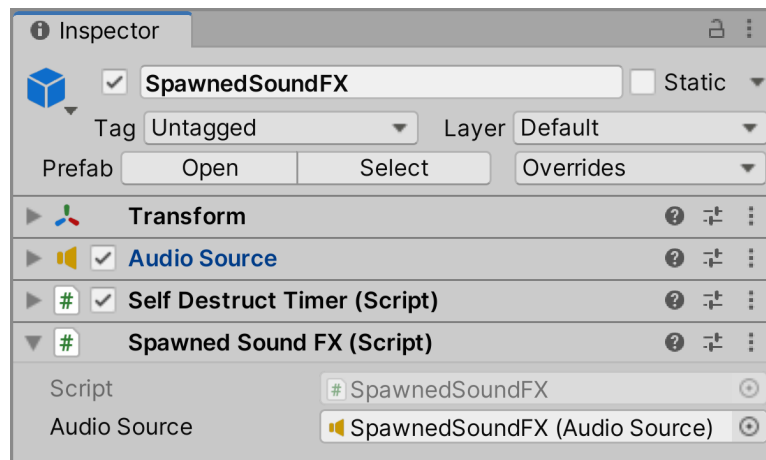 Inspector
SpawnedSoundFX Static
Tag Untagged Layer Default
Prefab Open Select Overrides
Transform
Audio Source
# Self Destruct Timer (Script)
# Spawned Sound FX (Script)
Script # SpawnedSoundFX
Audio Source SpawnedSoundFX (Audio Source)